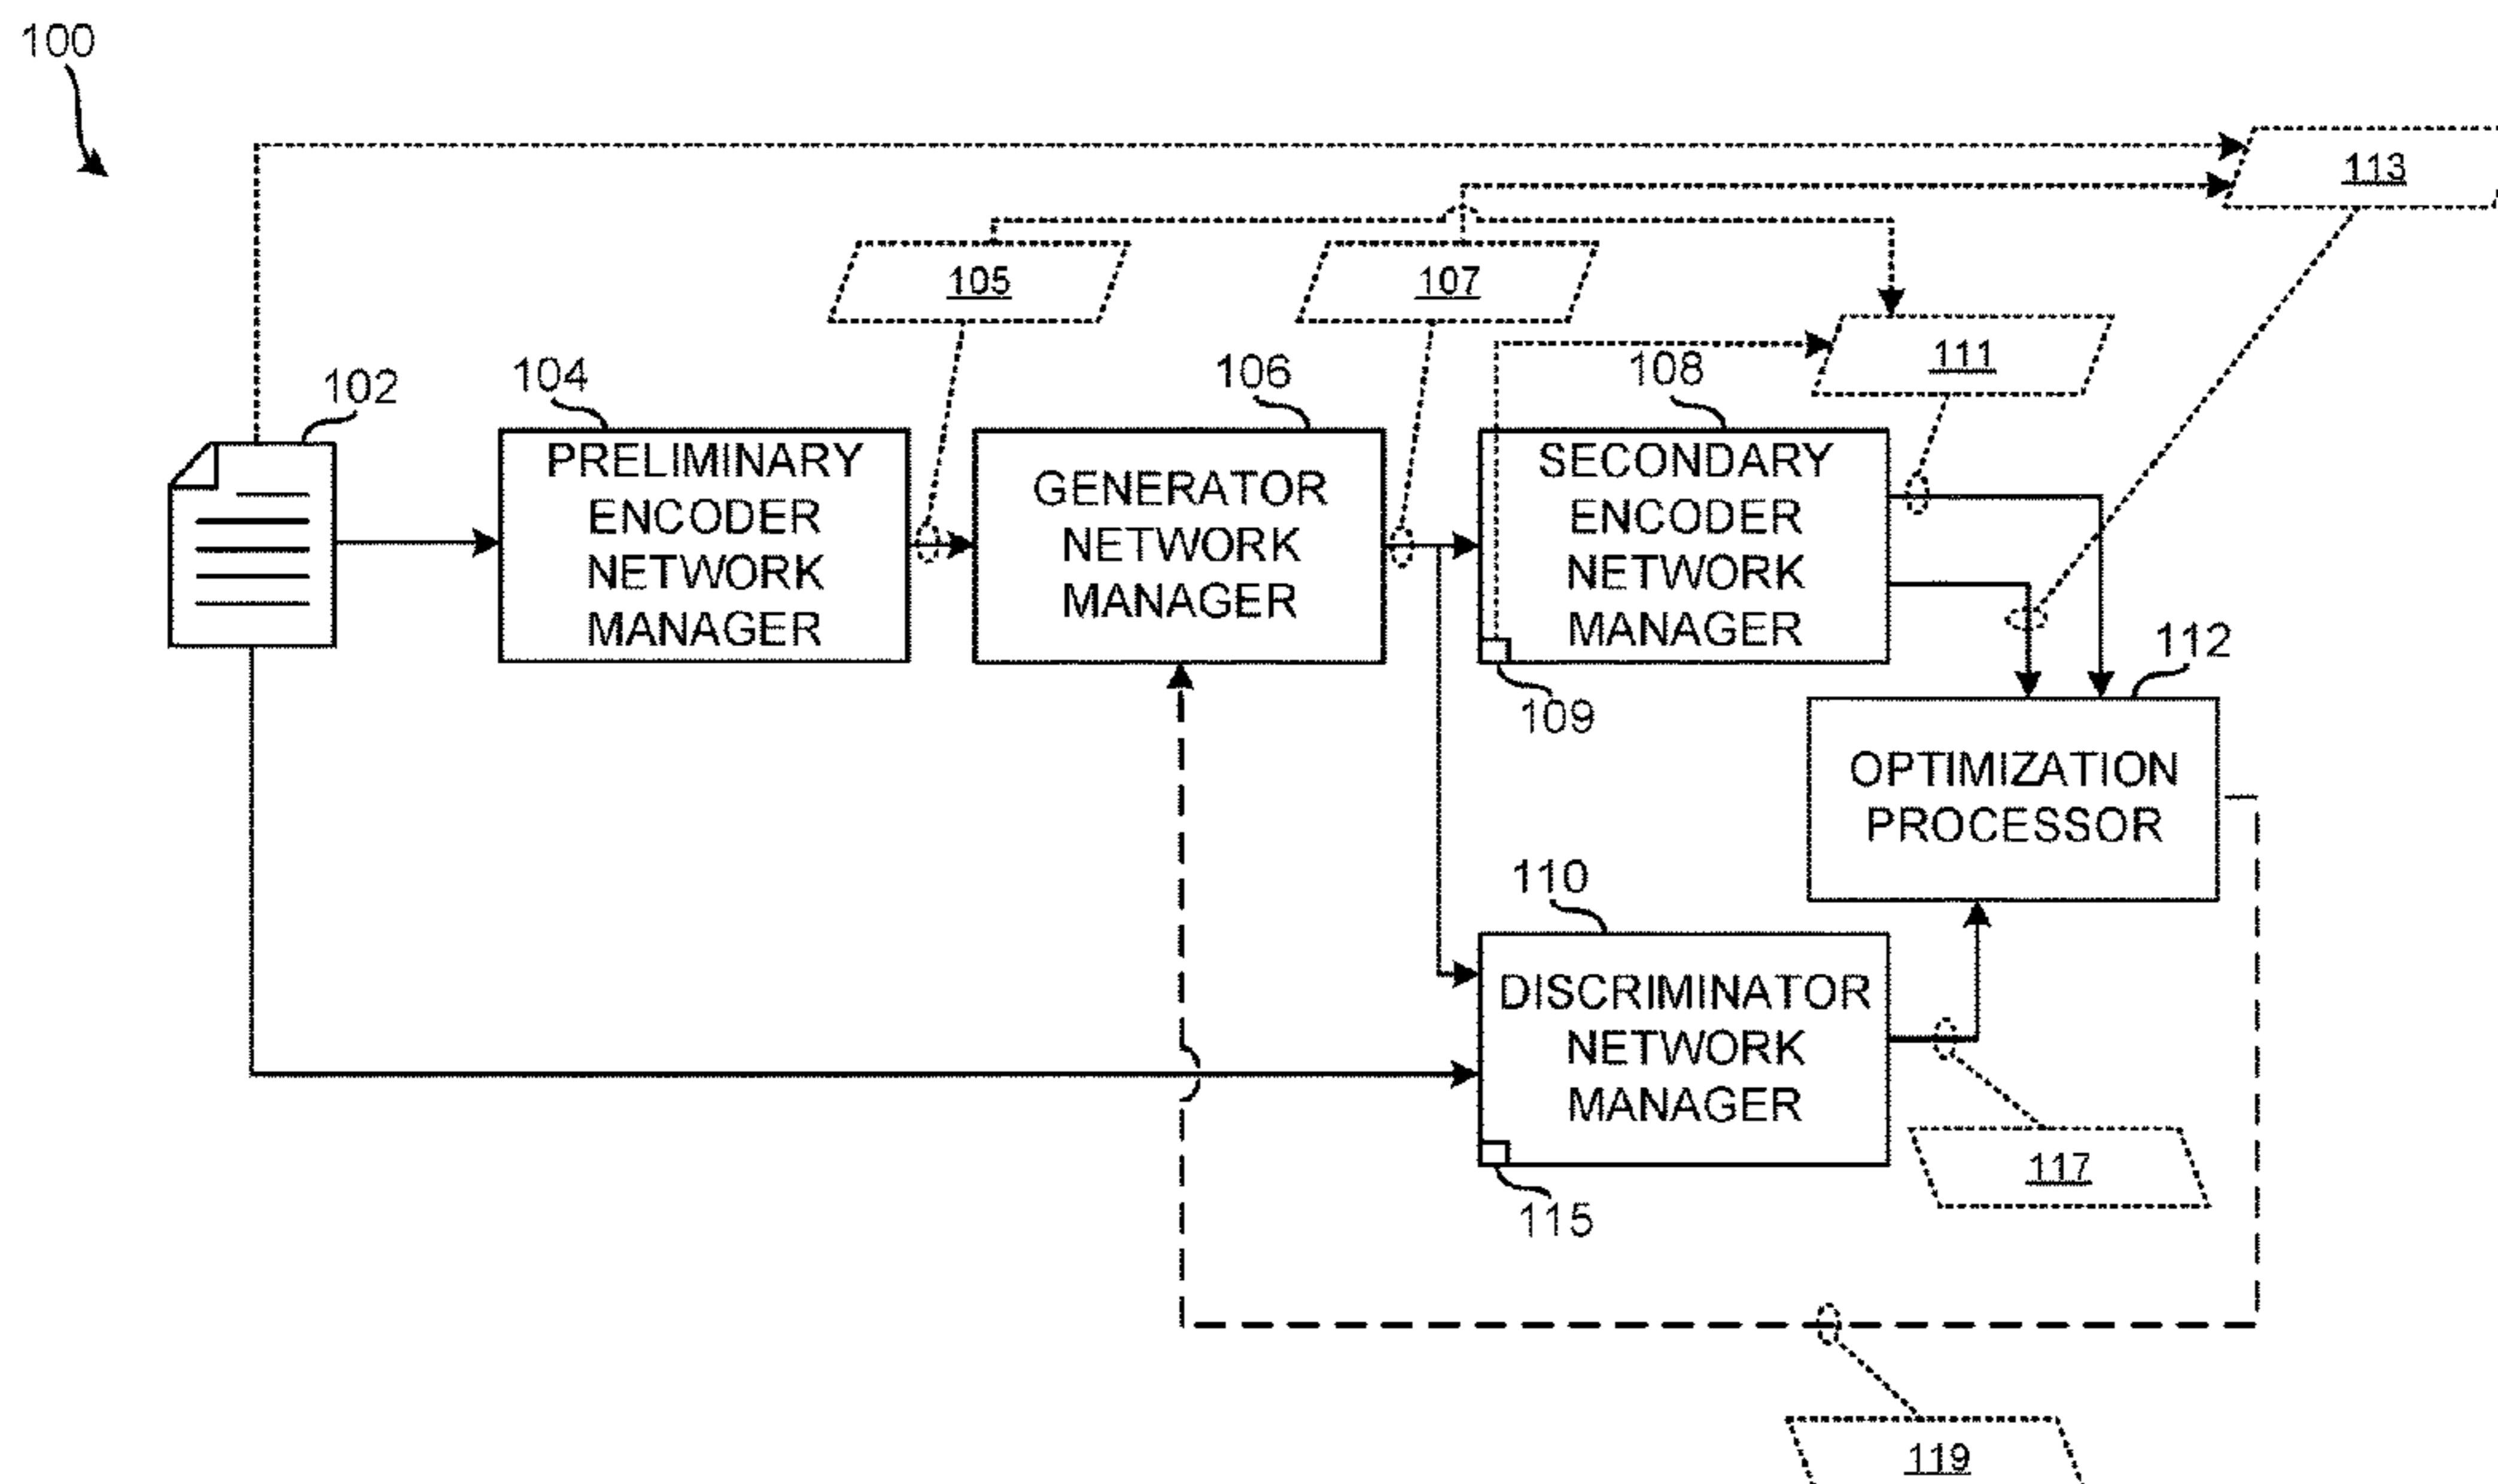 100
113
105
107
111
102
104
106
108
PRELIMINARY
ENCODER
NETWORK
MANAGER
GENERATOR
NETWORK
MANAGER
SECONDARY
ENCODER
NETWORK
MANAGER
109
112
OPTIMIZATION
PROCESSOR
110
DISCRIMINATOR
NETWORK
MANAGER
115
117
119